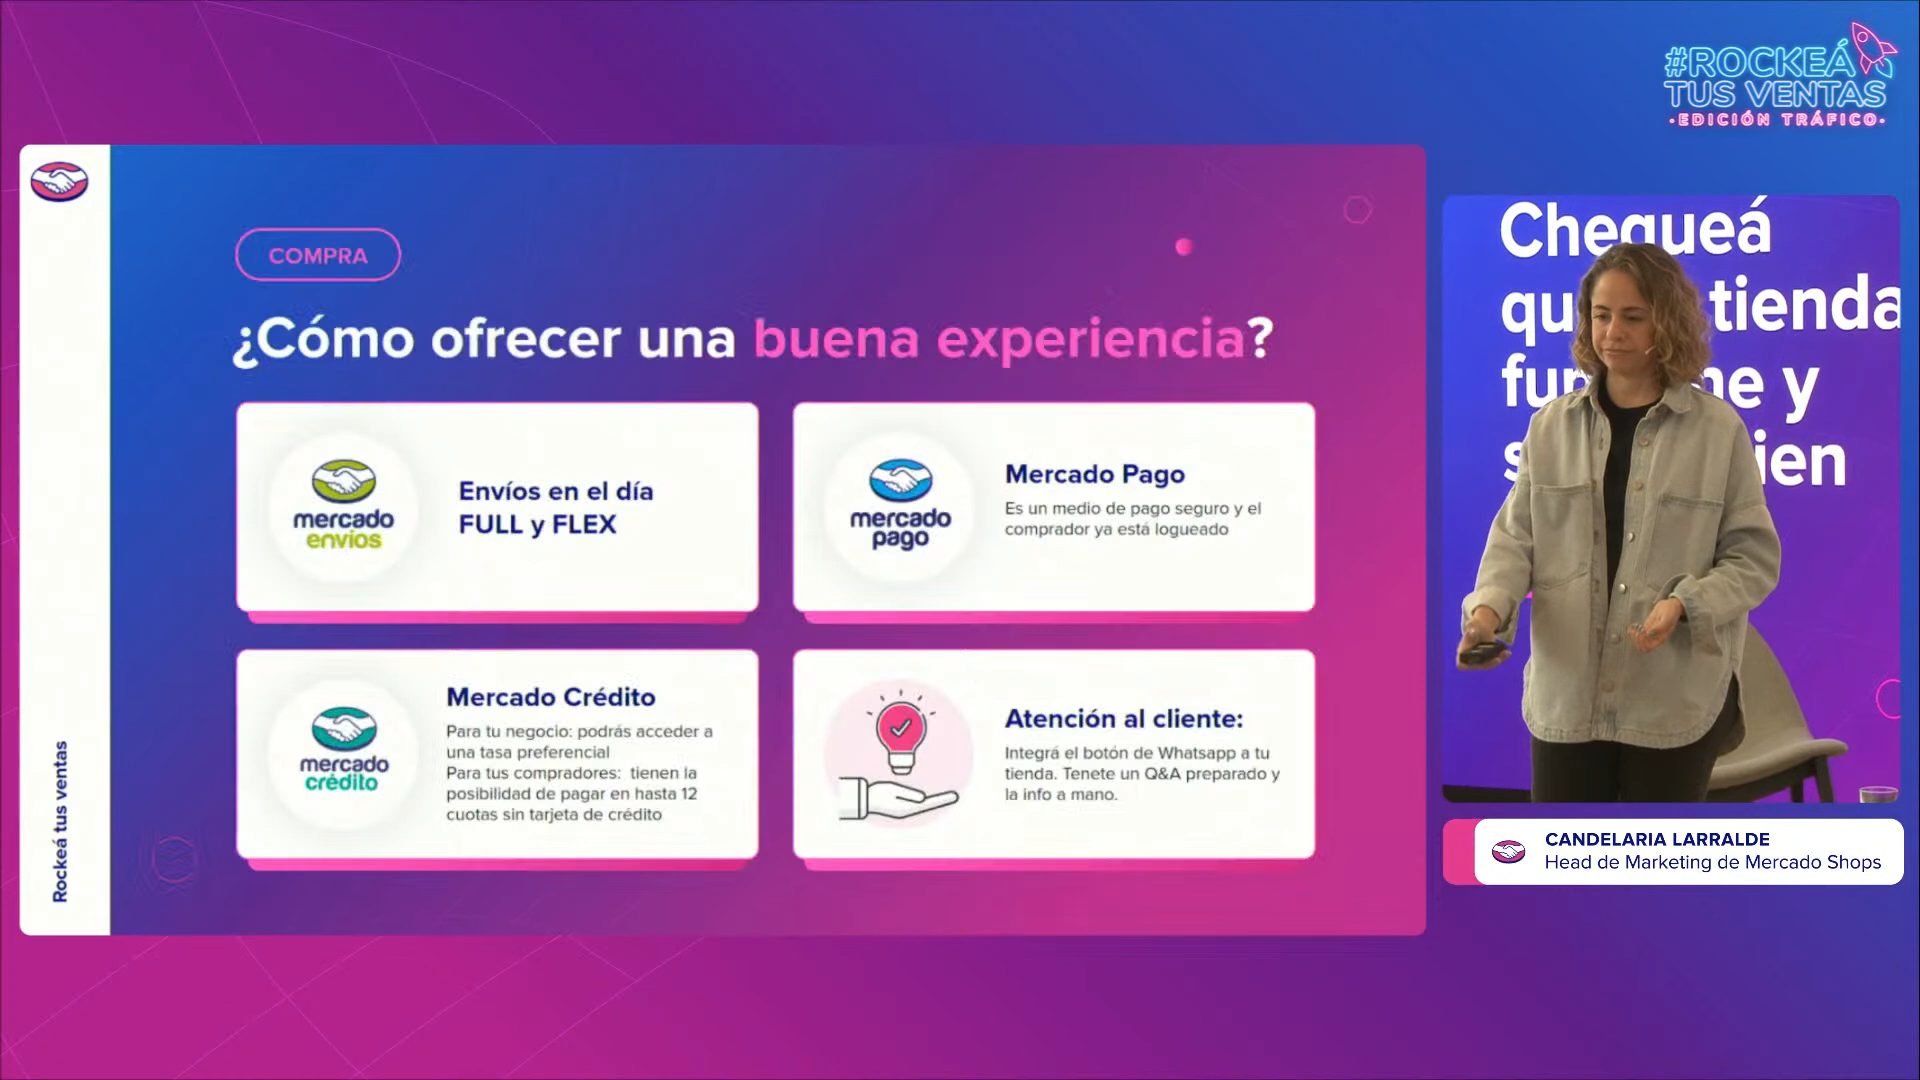 #ROCKEÁ
TUS VENTAS
•EDICIÓN TRÁFICO•
COMPRA
¿Cómo ofrecer una buena experiencia?
mercado
envíos
Envíos en el día
FULL y FLEX
mercado
pago
Mercado Pago
Es un medio de pago seguro y el
comprador ya está logueado
mercado
crédito
Mercado Crédito
Para tu negocio: podrás acceder a
una tasa preferencial
Para tus compradores: tienen la
posibilidad de pagar en hasta 12
cuotas sin tarjeta de crédito
Atención al cliente:
Integrá el botón de Whatsapp a tu
tienda. Tenete un Q&A preparado y
la info a mano.
Rockeá tus ventas
Chequeá
tienda
y
CANDELARIA LARRALDE
Head de Marketing de Mercado Shops